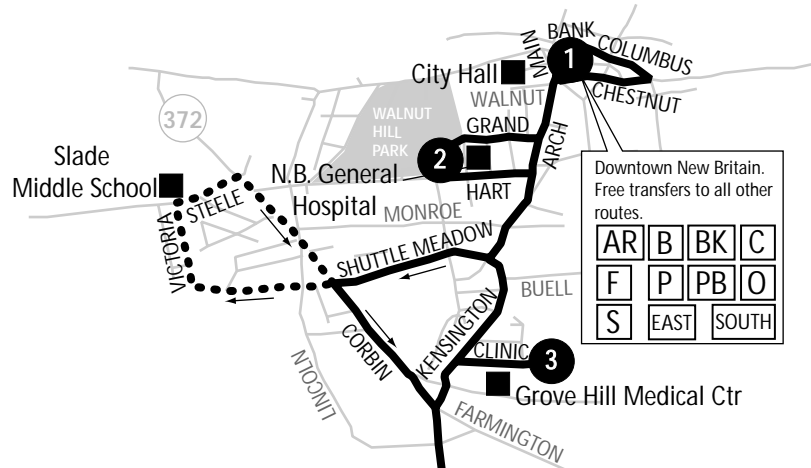 BANK
MAIN
1
COLUMBUS
City Hall
CHESTNUT
WALNUT
372
WALNUT
HILL
PARK
GRAND
ARCH
Slade
Middle School
2
N.B. General
Hospital
HART
Downtown New Britain.
Free transfers to all other
routes.
AR B BK C
F P PB O
S EAST SOUTH
STEELE
MONROE
VICTORIA
SHUTTLE MEADOW
BUELL
KENSINGTON
CORBIN
CLINIC
3
LINCOLN
Grove Hill Medical Ctr
FARMINGTON